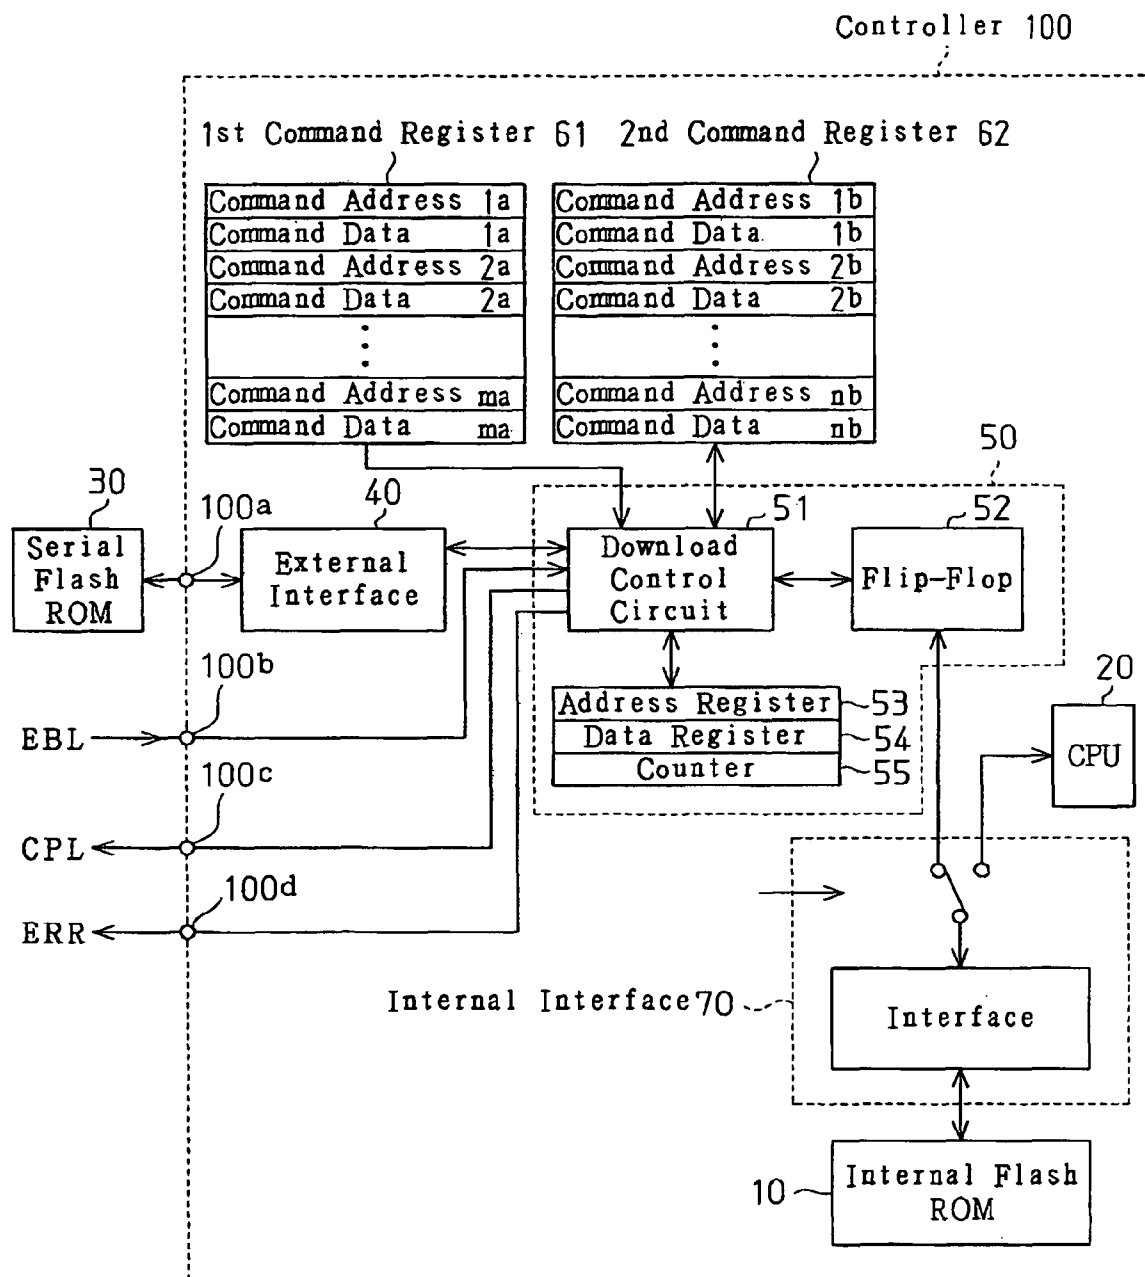 Controller 100
1st Command Register 61
2nd Command Register 62
Command Address 1a
Command Data 1a
Command Address 2a
Command Data 2a
Command Address ma
Command Data ma
Command Address 1b
Command Data 1b
Command Address 2b
Command Data 2b
Command Address nb
Command Data nb
50
30
100a
40
51
52
Serial
Flash
ROM
External
Interface
Download
Control
Circuit
Flip-Flop
100b
EBL
Address Register
53
Data Register
54
Counter
55
20
CPU
100c
CPL
100d
ERR
Internal Interface 70
Interface
10
Internal Flash
ROM